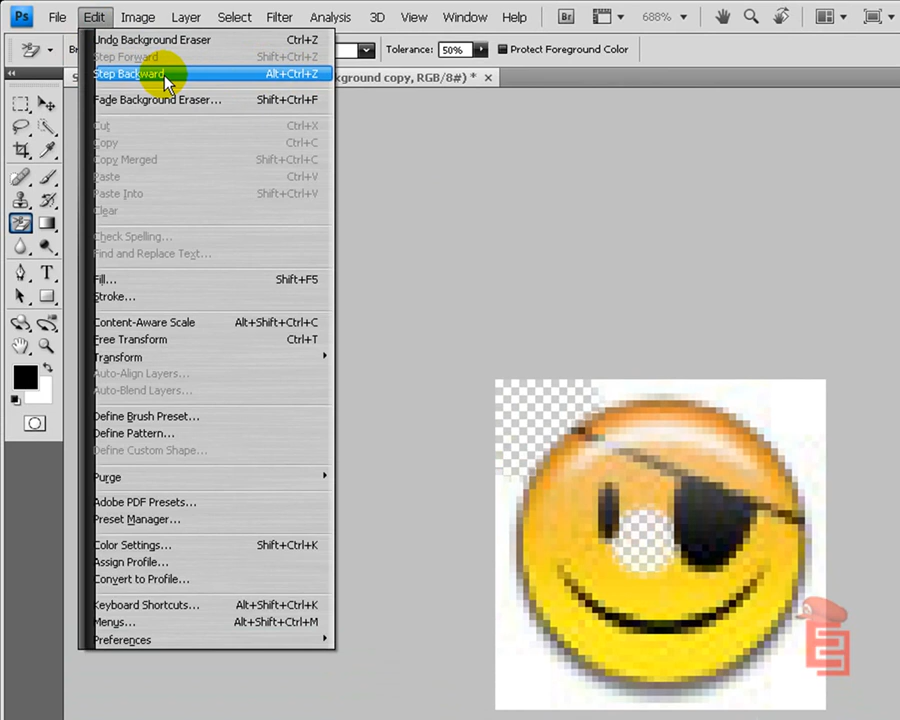 Ps File Edit Image Layer Select Filter Analysis 3D View Window Help Br 688%
Tolerance: 50% Protect Foreground Color
kground copy, RGB/8#) * ×
Undo Background Eraser Ctrl+Z
Step Forward Shift+Ctrl+Z
Step Backward Alt+Ctrl+Z
Fade Background Eraser... Shift+Ctrl+F
Cut Ctrl+X
Copy Ctrl+C
Copy Merged Shift+Ctrl+C
Paste Ctrl+V
Paste Into Shift+Ctrl+V
Clear
Check Spelling...
Find and Replace Text...
Fill... Shift+F5
Stroke...
Content-Aware Scale Alt+Shift+Ctrl+C
Free Transform Ctrl+T
Transform
Auto-Align Layers...
Auto-Blend Layers...
Define Brush Preset...
Define Pattern...
Define Custom Shape...
Purge
Adobe PDF Presets...
Preset Manager...
Color Settings... Shift+Ctrl+K
Assign Profile...
Convert to Profile...
Keyboard Shortcuts... Alt+Shift+Ctrl+K
Menus... Alt+Shift+Ctrl+M
Preferences